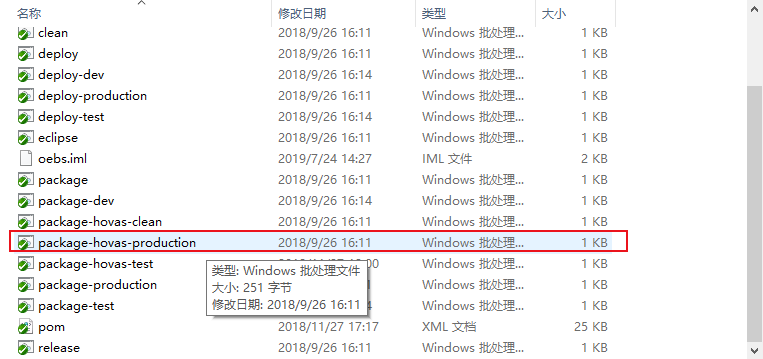 名称 修改日期 类型 大小
clean 2018/9/26 16:11 Windows 批处理... 1 KB
deploy 2018/9/26 16:11 Windows 批处理... 1 KB
deploy-dev 2018/9/26 16:14 Windows 批处理... 1 KB
deploy-production 2018/9/26 16:11 Windows 批处理... 1 KB
deploy-test 2018/9/26 16:14 Windows 批处理... 1 KB
eclipse 2018/9/26 16:11 Windows 批处理... 1 KB
oebs.iml 2019/7/24 14:27 IML 文件 2 KB
package 2018/9/26 16:11 Windows 批处理... 1 KB
package-dev 2018/9/26 16:14 Windows 批处理... 1 KB
package-hovas-clean 2018/9/26 16:11 Windows 批处理... 1 KB
package-hovas-production 2018/9/26 16:11 Windows 批处理... 1 KB
package-hovas-test Windows 批处理... 1 KB
package-production Windows 批处理... 1 KB
package-test Windows 批处理... 1 KB
类型: Windows 批处理文件
大小: 251 字节
修改日期: 2018/9/26 16:11
pom 2018/11/27 17:17 XML 文档 25 KB
release 2018/9/26 16:11 Windows 批处理... 1 KB